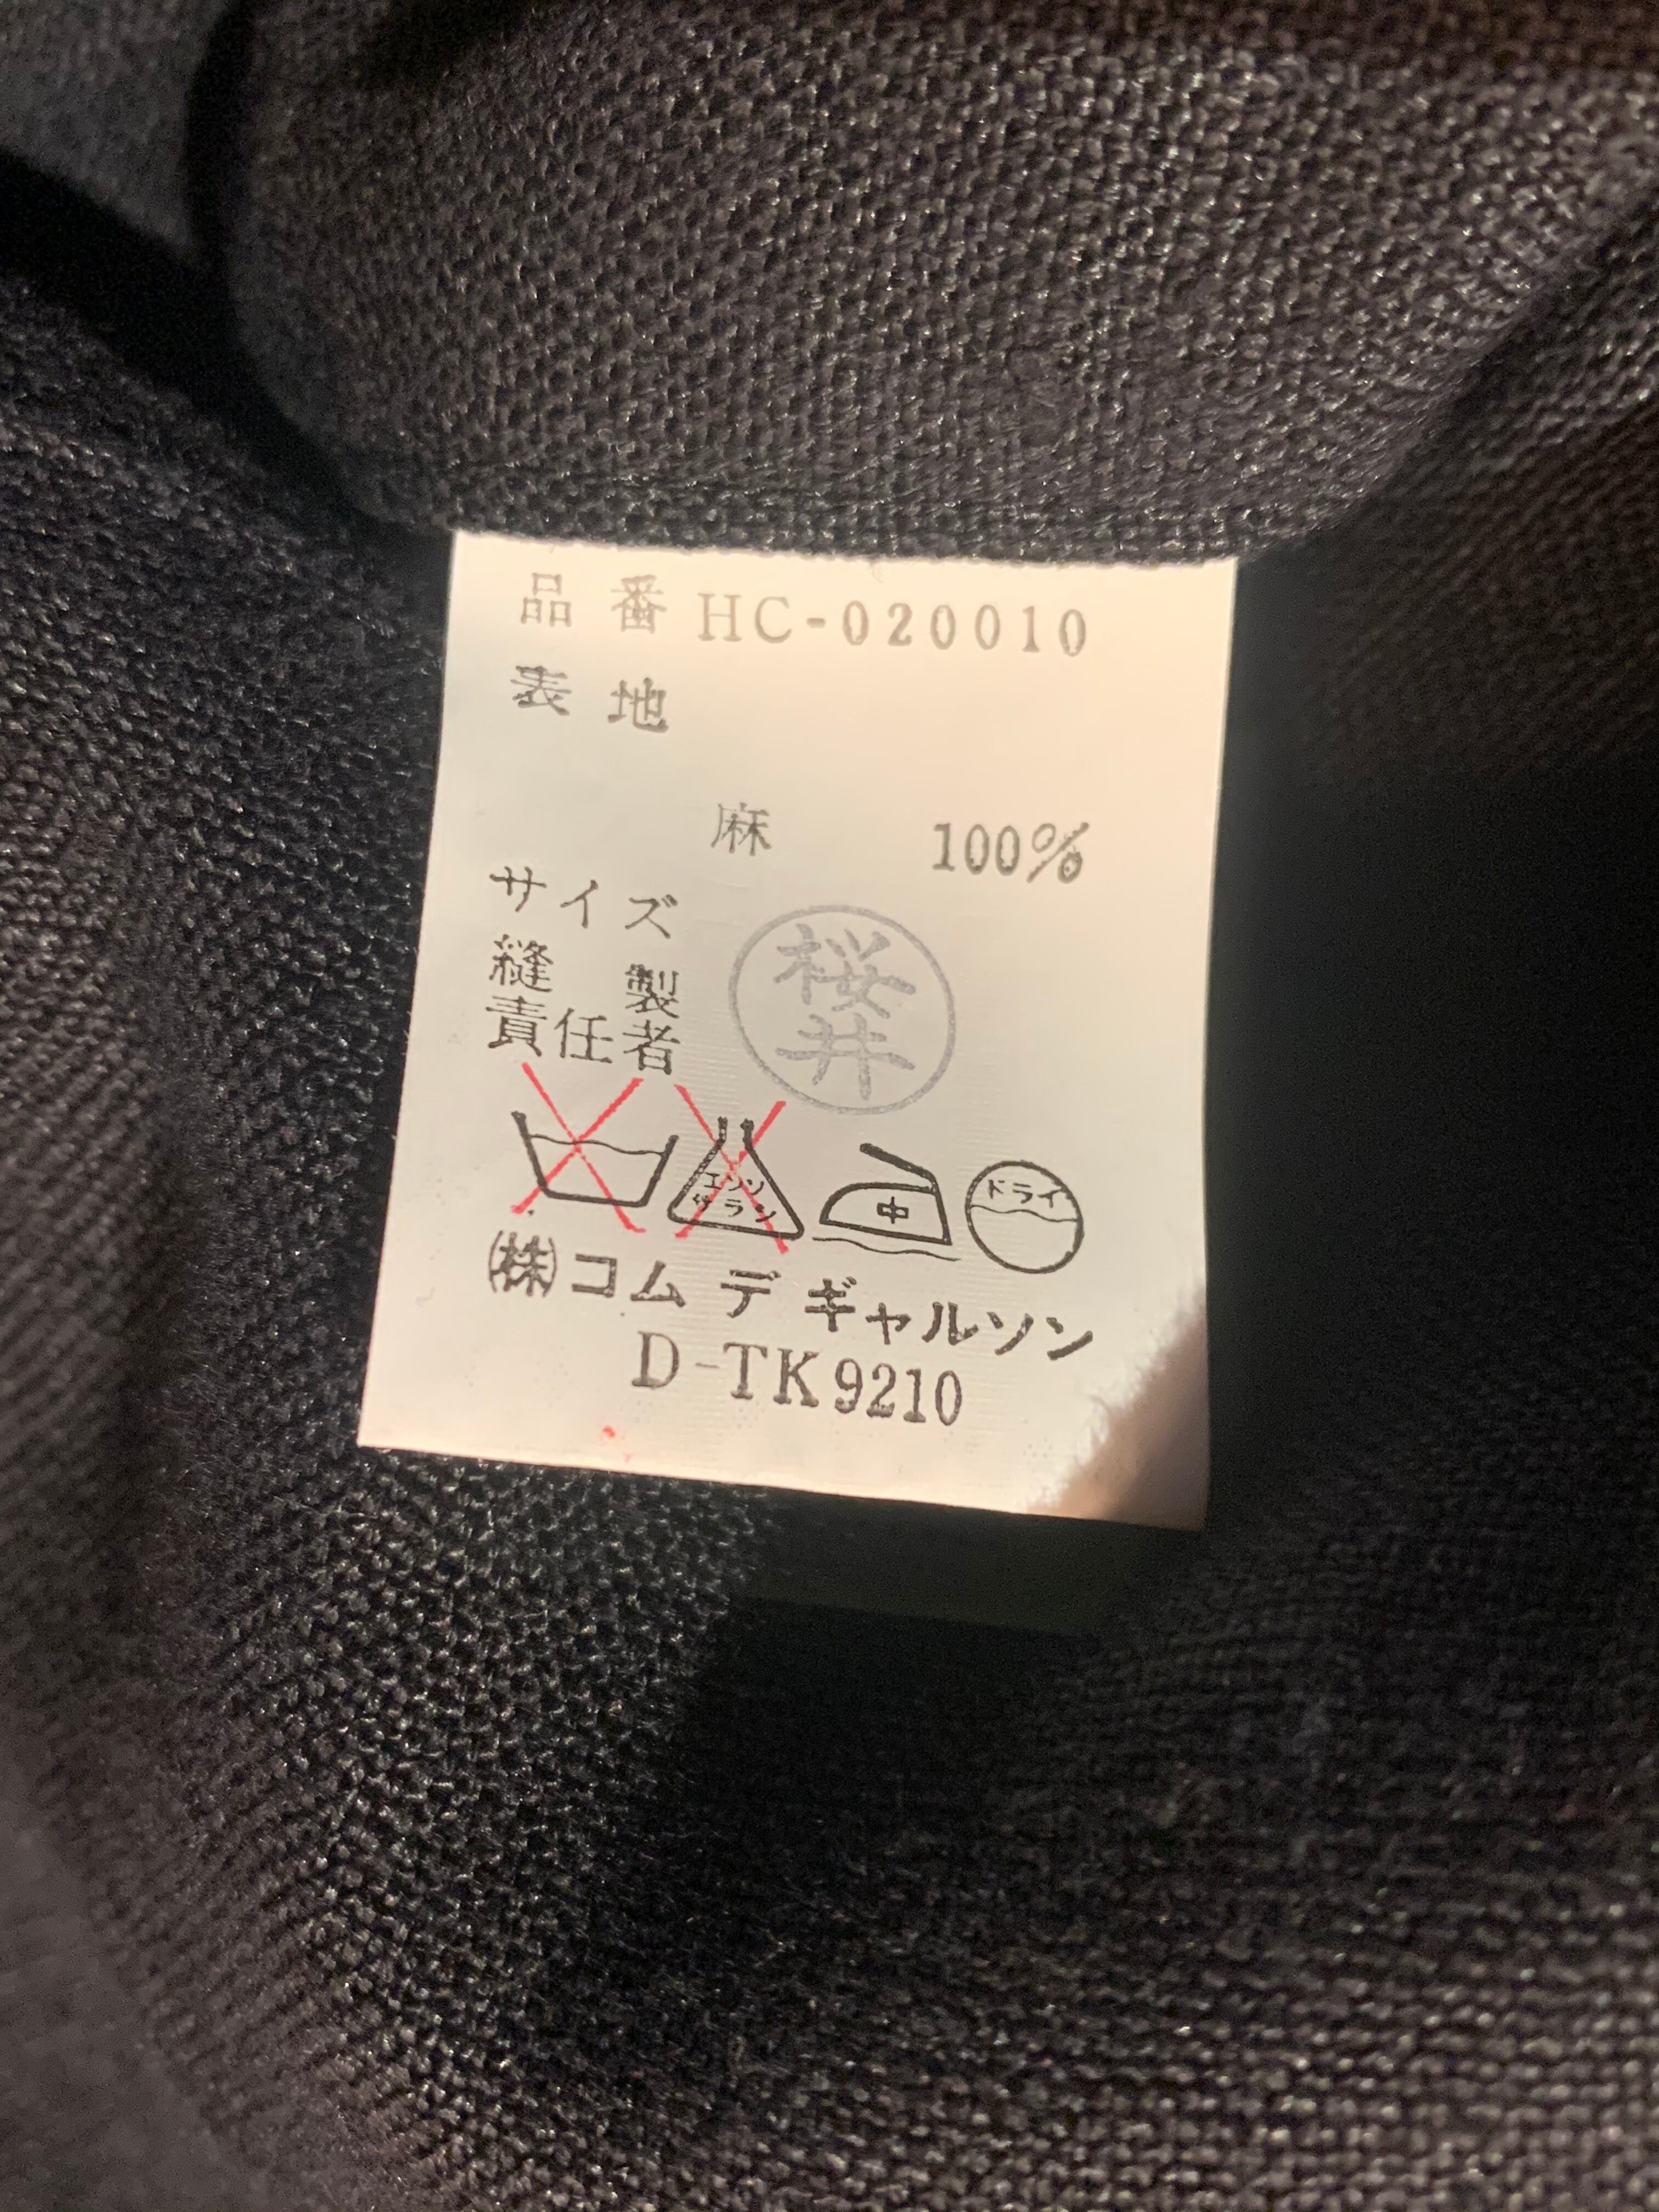 品番 HC-020010
表地
麻 100%
サイズ
縫製
責任者
桜井
エンソ
サラシ
中
ドライ
㈱コム デ ギャルソン
D-TK9210